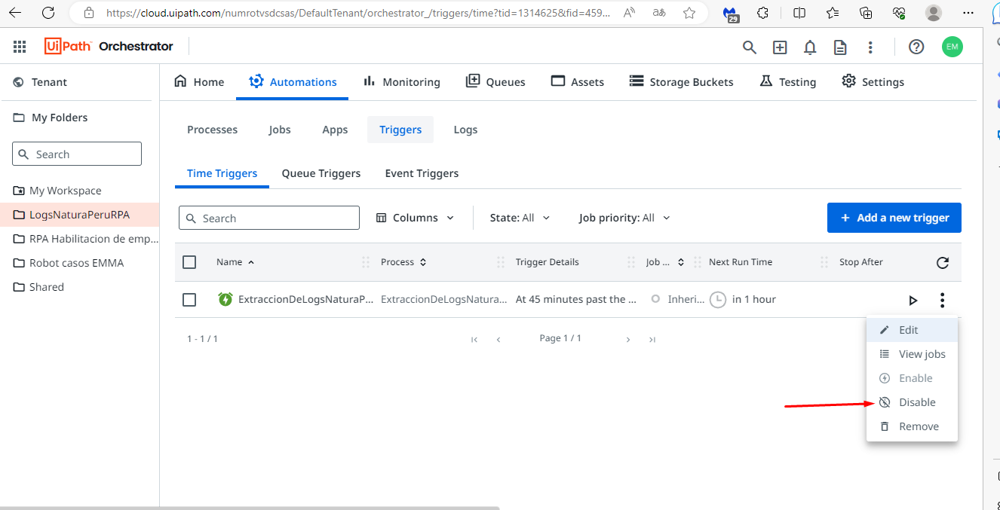 https://cloud.uipath.com/numrotvsdcsas/DefaultTenant/orchestrator_/triggers/time?tid=1314625&fid=459...
29
UiPath Orchestrator
EM
Tenant
My Folders
Search
My Workspace
LogsNaturaPeruRPA
RPA Habilitacion de emp...
Robot casos EMMA
Shared
Home Automations Monitoring Queues Assets Storage Buckets Testing Settings
Processes Jobs Apps Triggers Logs
Time Triggers Queue Triggers Event Triggers
Search Columns State: All Job priority: All + Add a new trigger
Name Process Trigger Details Job ... Next Run Time Stop After
ExtraccionDeLogsNaturaP... ExtraccionDeLogsNatura... At 45 minutes past the ... Inheri... in 1 hour
1 - 1 / 1 Page 1 / 1
Edit
View jobs
Enable
Disable
Remove